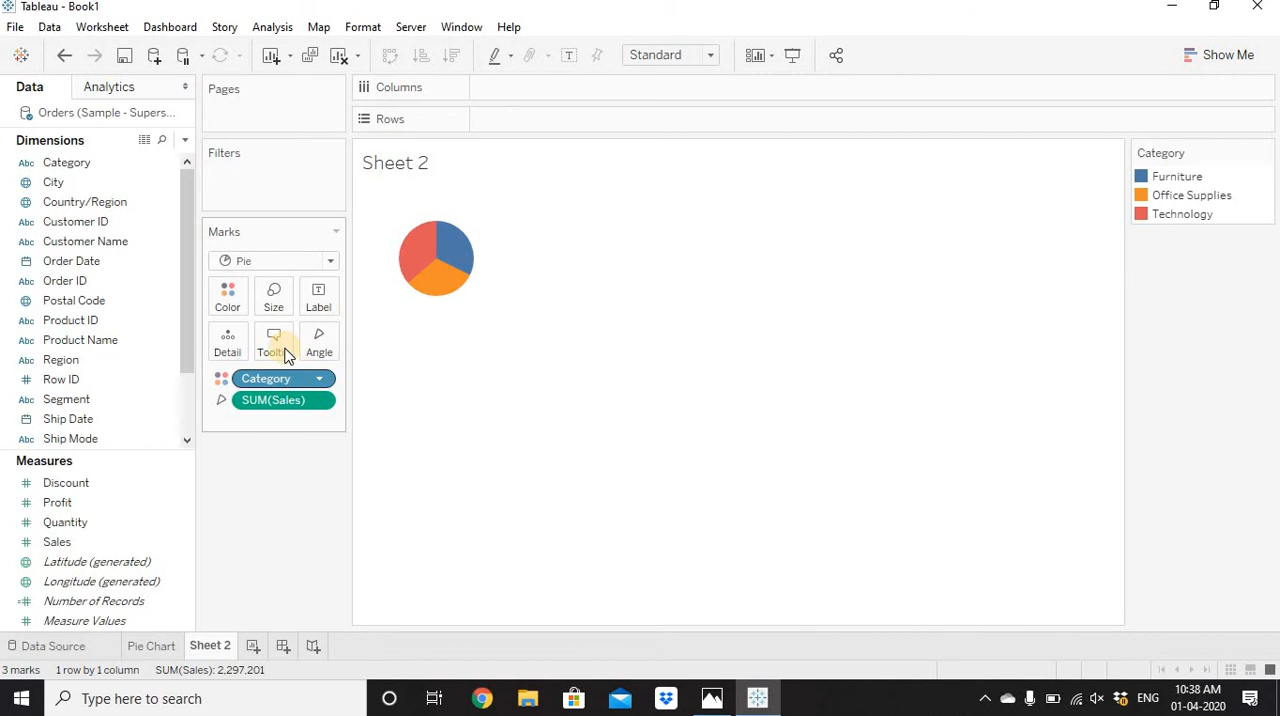 Tableau - Book1
File Data Worksheet Dashboard Story Analysis Map Format Server Window Help
Standard
Show Me
Data Analytics
Pages
Columns
Orders (Sample - Supers...
Rows
Dimensions
Filters
Sheet 2
Category
Category
City
Country/Region
Customer ID
Customer Name
Order Date
Order ID
Postal Code
Product ID
Product Name
Region
Row ID
Segment
Ship Date
Ship Mode
Furniture
Office Supplies
Technology
Marks
Pie
Color Size Label
Detail Angle
Category
SUM(Sales)
Measures
Discount
Profit
Quantity
Sales
Latitude (generated)
Longitude (generated)
Number of Records
Measure Values
Data Source Pie Chart Sheet 2
3 marks 1 row by 1 column SUM(Sales): 2,297,201
Type here to search
ENG
10:38 AM
01-04-2020